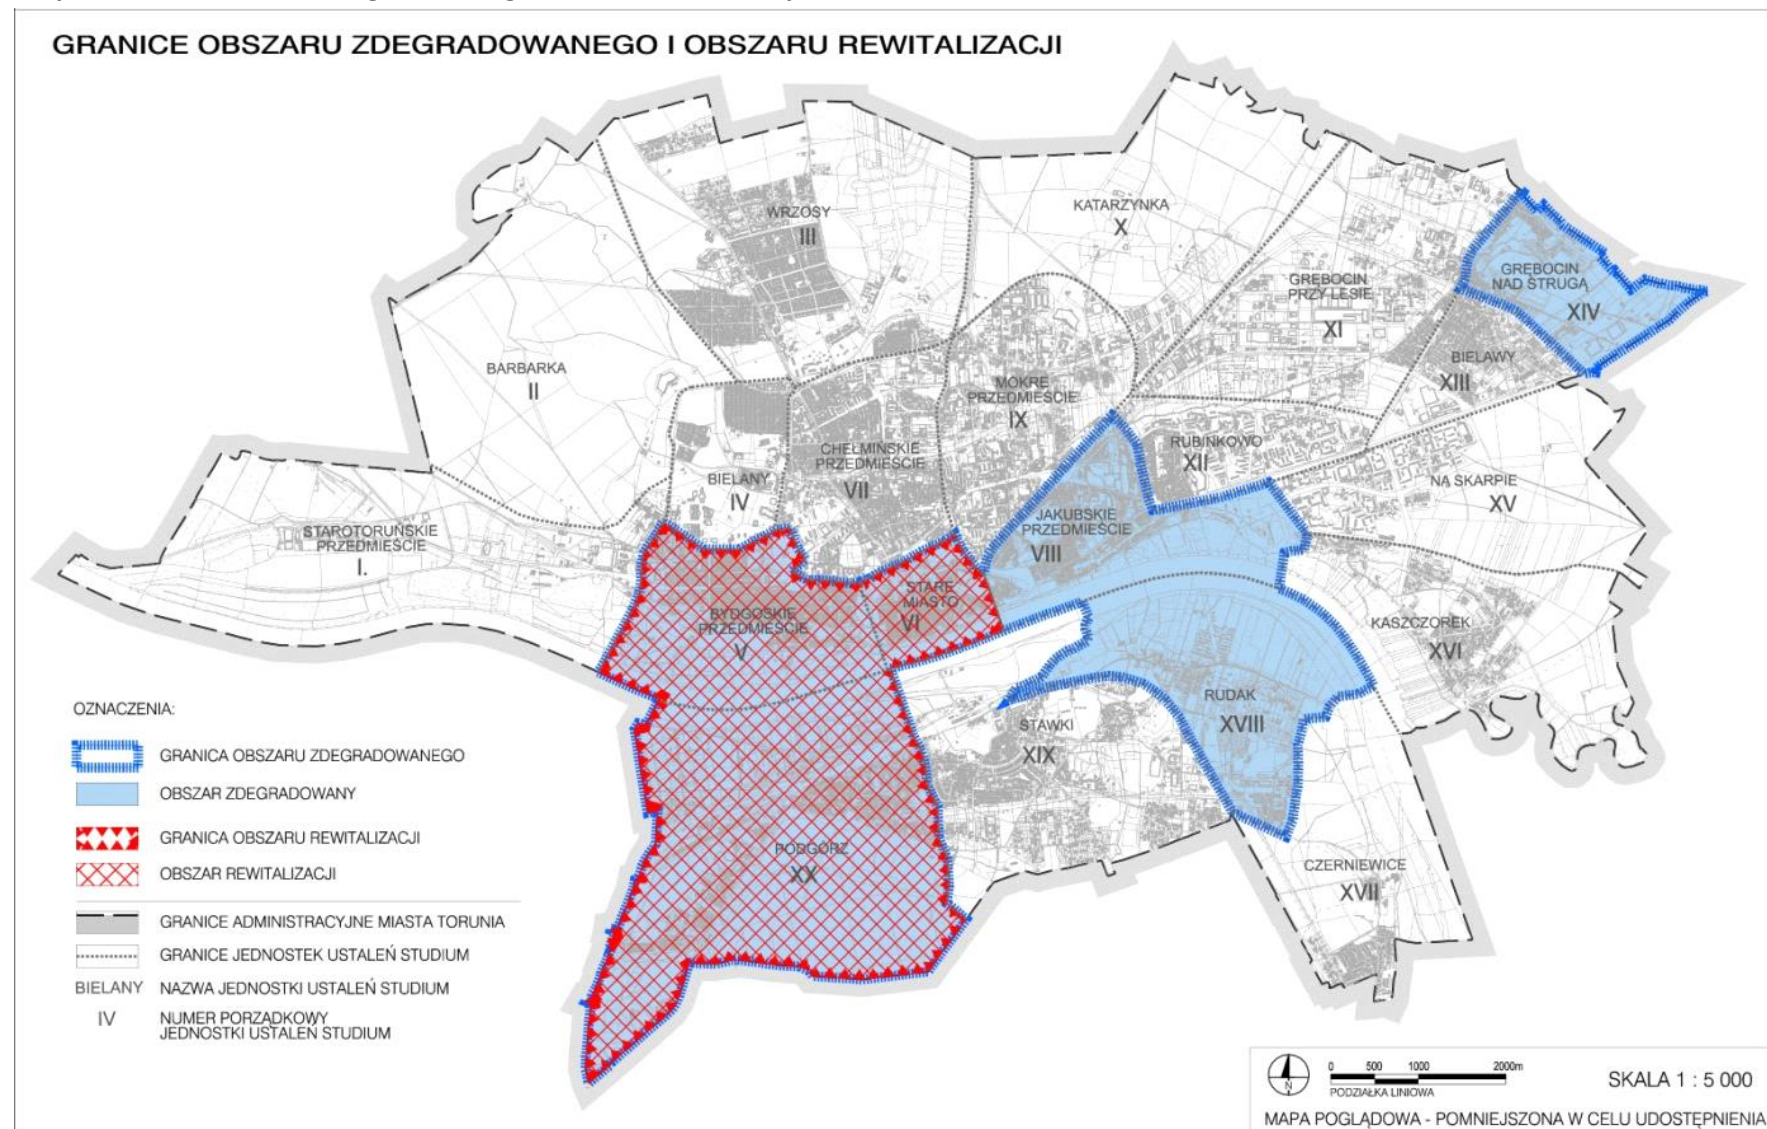 GRANICE OBSZARU ZDEGRADOWANEGO I OBSZARU REWITALIZACJI
WRZOSY
III
KATARZYNKA
X
GRĘBOCIN
PRZY LESIE
XI
GRĘBOCIN
NAD STRUGĄ
XIV
BIELAWY
XIII
BARBARKA
II
MOKRE
PRZEDMIEŚCIE
IX
CHEŁMIŃSKIE
PRZEDMIEŚCIE
VII
RUBINKOWO
XII
BIELANY
IV
NA SKARPIE
XV
STAROTORUŃSKIE
PRZEDMIEŚCIE
I.
JAKUBSKIE
PRZEDMIEŚCIE
VIII
STARE
MIASTO
VI
BYDGOSKIE
PRZEDMIEŚCIE
V
KASZCZOREK
XVI
RUDAK
XVIII
STAWKI
XIX
PODGÓRZ
XX
CZERNIEWICE
XVII
OZNACZENIA:
GRANICA OBSZARU ZDEGRADOWANEGO
OBSZAR ZDEGRADOWANY
GRANICA OBSZARU REWITALIZACJI
OBSZAR REWITALIZACJI
GRANICE ADMINISTRACYJNE MIASTA TORUNIA
GRANICE JEDNOSTEK USTALEŃ STUDIUM
BIELANY NAZWA JEDNOSTKI USTALEŃ STUDIUM
IV NUMER PORZĄDKOWY
JEDNOSTKI USTALEŃ STUDIUM
N
0 500 1000 2000m
PODZIAŁKA LINIOWA
SKALA 1 : 5 000
MAPA POGLĄDOWA - POMNIEJSZONA W CELU UDOSTĘPNIENIA